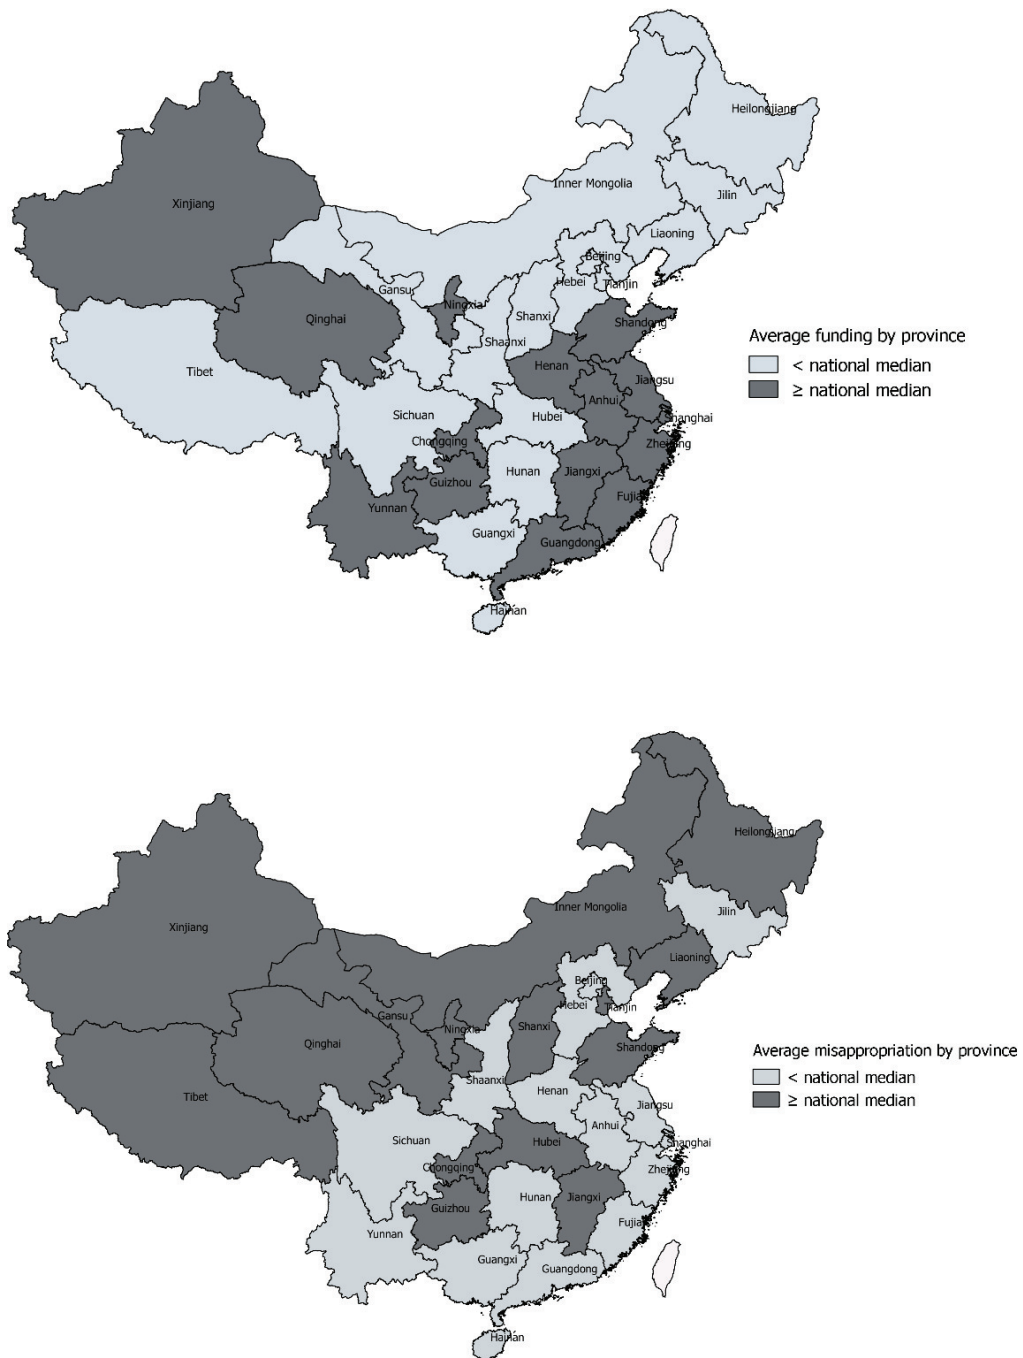 Heilongjiang
Inner Mongolia
Jilin
Xinjiang
Liaoning
Beijing
Hebei
Tianjin
Gansu
Ningxia
Qinghai
Shanxi
Shandong
Shaanxi
Average funding by province
< national median
≥ national median
Henan
Tibet
Jiangsu
Anhui
Sichuan
Hubei
Shanghai
Chongqing
Zhejiang
Hunan
Jiangxi
Guizhou
Fujian
Yunnan
Guangxi
Guangdong
Hainan
Heilongjiang
Inner Mongolia
Jilin
Xinjiang
Liaoning
Beijing
Hebei
Tianjin
Gansu
Ningxia
Shanxi
Qinghai
Shandong
Average misappropriation by province
< national median
≥ national median
Shaanxi
Henan
Tibet
Jiangsu
Anhui
Sichuan
Hubei
Shanghai
Chongqing
Zhejiang
Hunan
Jiangxi
Guizhou
Fujian
Yunnan
Guangxi
Guangdong
Hainan